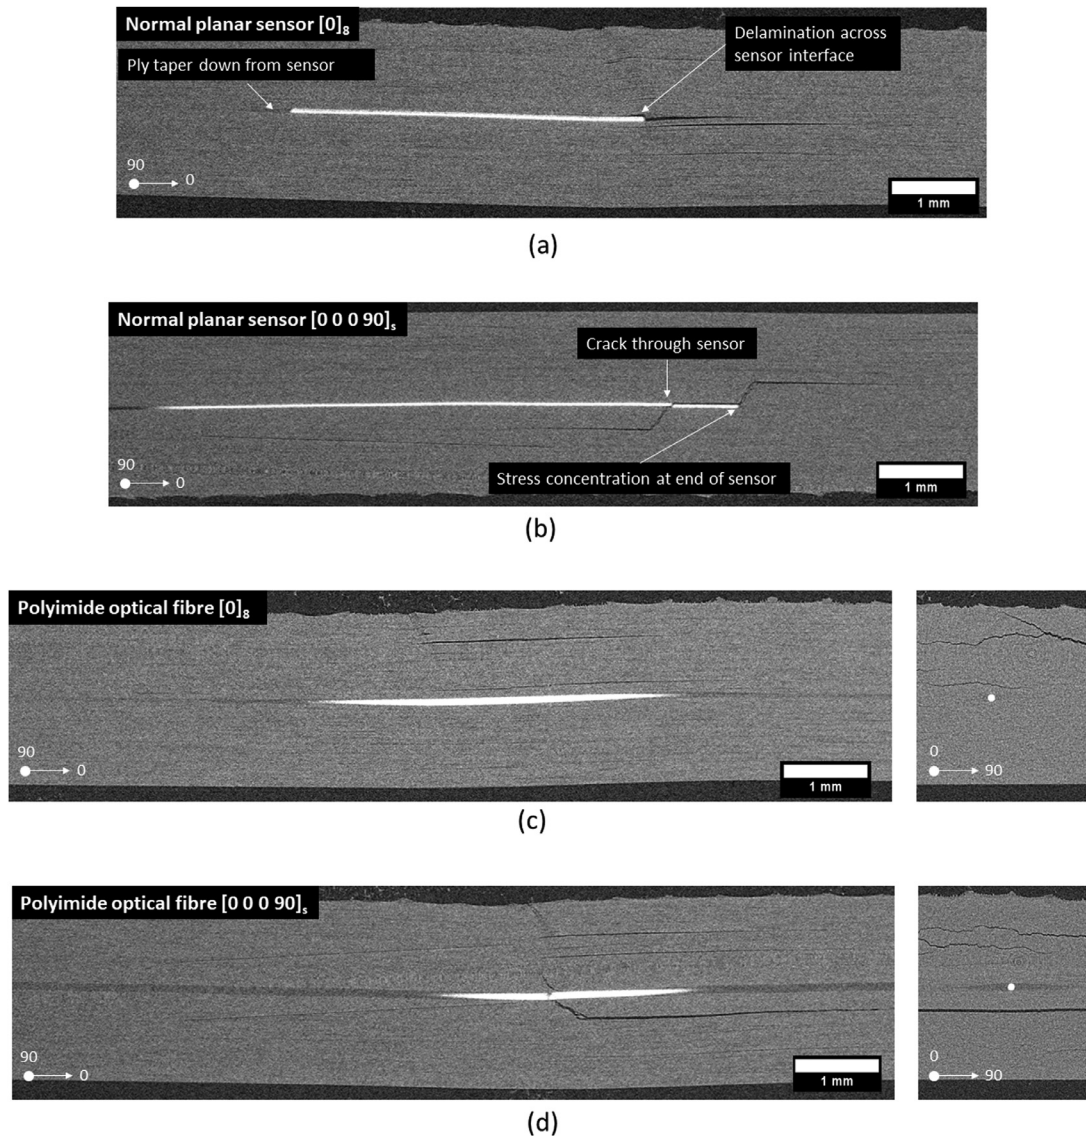 Normal planar sensor [0]8
Delamination across
sensor interface
Ply taper down from sensor
90
0
1 mm
(a)
Normal planar sensor [0 0 0 90]s
Crack through sensor
90
0
Stress concentration at end of sensor
1 mm
(b)
Polyimide optical fibre [0]8
90
0
1 mm
0
90
(c)
Polyimide optical fibre [0 0 0 90]s
90
0
1 mm
0
90
(d)